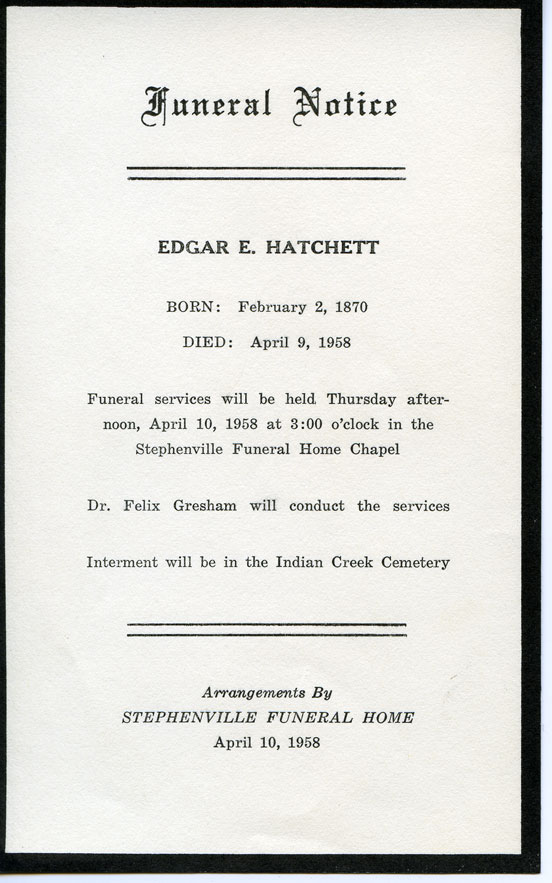 Funeral Notice
EDGAR E. HATCHETT
BORN: February 2, 1870
DIED: April 9, 1958
Funeral services will be held Thursday after-
noon, April 10, 1958 at 3:00 o'clock in the
Stephenville Funeral Home Chapel
Dr. Felix Gresham will conduct the services
Interment will be in the Indian Creek Cemetery
Arrangements By
STEPHENVILLE FUNERAL HOME
April 10, 1958